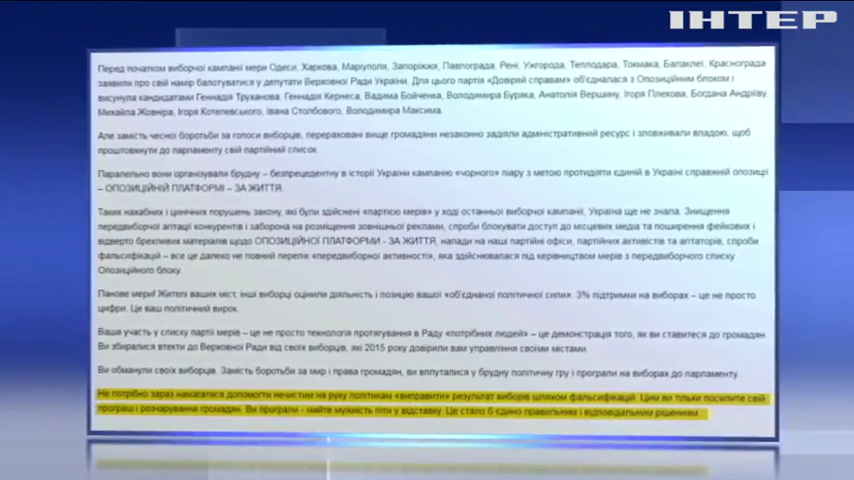 ІНТЕР
Перед початком виборчої кампанії мери Одеси, Харкова, Маріуполя, Запоріжжя, Павлограда, Рені, Ужгорода, Теплодара, Токмака, Балаклеї, Краснограда
заявили про свій намір балотуватися у депутати Верховної Ради України. Для цього партія «Довіряй справам» об'єдналася з Опозиційним блоком і
висунула кандидатами Геннадія Труханова, Геннадія Кернеса, Вадима Бойченка, Володимира Буряка, Анатолія Вершину, Ігоря Плехова, Богдана Андріїву,
Михайла Жовніра, Ігоря Котелевського, Івана Столбового, Володимира Максима.
Але замість чесної боротьби за голоси виборців, перераховані вище громадяни незаконно задіяли адміністративний ресурс і зловживали владою, щоб
проштовхнути до парламенту свій партійний список.
Паралельно вони організували брудну – безпрецедентну в історії України кампанію «чорного» піару з метою протидіяти єдиній в Україні справжній опозиції
– ОПОЗИЦІЙНІЙ ПЛАТФОРМІ – ЗА ЖИТТЯ.
Таких нахабних і цинічних порушень закону, які були здійснені «партією мерів» у ході останньої виборчої кампанії, Україна ще не знала. Знищення
передвиборчої агітації конкурентів і заборона на розміщення зовнішньої реклами, спроби блокувати доступ до місцевих медіа та поширення фейкових і
відверто брехливих матеріалів щодо ОПОЗИЦІЙНОЇ ПЛАТФОРМИ - ЗА ЖИТТЯ, напади на наші партійні офіси, партійних активістів та агітаторів, спроби
фальсифікацій – все це далеко не повний перелік «передвиборної активності», яка здійснювалася під керівництвом мерів з передвиборчого списку
Опозиційного блоку.
Панове мери! Жителі ваших міст, інші виборці оцінили діяльність і позицію вашої «об'єднаної політичної сили». 3% підтримки на виборах – це не просто
цифри. Це ваш політичний вирок.
Ваша участь у списку партії мерів – це не просто технологія протягування в Раду «потрібних людей» – це демонстрація того, як ви ставитеся до громадян.
Ви збиралися втекти до Верховної Ради від своїх виборців, які 2015 року довірили вам управління своїми містами.
Ви обманули своїх виборців. Замість боротьби за мир і права громадян, ви вплуталися у брудну політичну гру і програли на виборах до парламенту.
Не потрібно зараз намагатися допомогти нечистим на руку політикам «виправити» результат виборів шляхом фальсифікацій. Цим ви тільки посилите свій
програш і розчарування громадян. Ви програли - майте мужність піти у відставку. Це стало б єдино правильним і відповідальним рішенням.